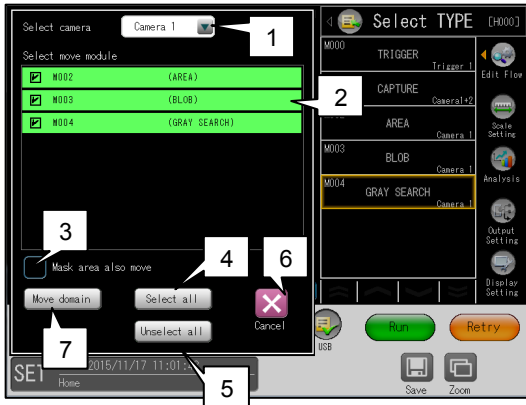 Select camera
Camera 1
1
Select move module
M002 (AREA)
M003 (BLOB)
M004 (GRAY SEARCH)
2
3
Mask area also move
4
6
Move domain
Select all
Unselect all
Cancel
7
5
SET
2015/11/17 11:01:4
Home
Select TYPE
[H000]
M000
TRIGGER
Trigger 1
CAPTURE
Camera1+2
AREA
Camera 1
M003
BLOB
Camera 1
M004
GRAY SEARCH
Camera 1
Edit Flow
Scale
Setting
Analysis
Output
Setting
Display
Setting
USB
Run
Retry
Save
Zoom